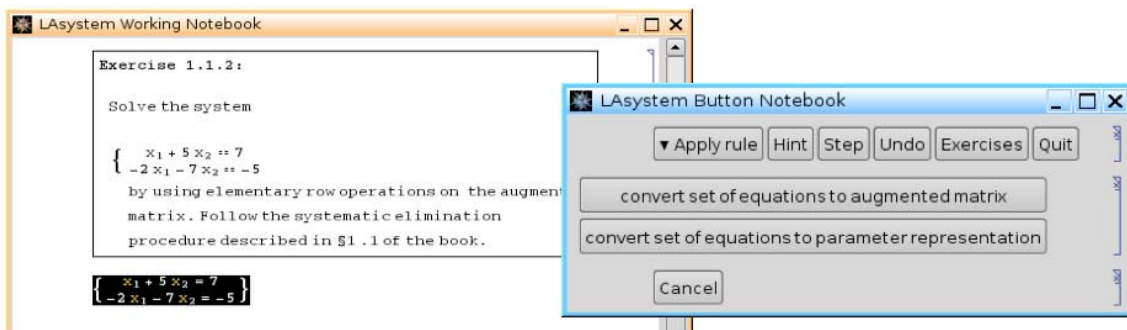 LAsystem Working Notebook
Exercise 1.1.2:
Solve the system
{ x₁ + 5 x₂ == 7
-2 x₁ - 7 x₂ == -5
by using elementary row operations on the augmen
matrix. Follow the systematic elimination
procedure described in §1.1 of the book.
{ x₁ + 5 x₂ = 7
-2 x₁ - 7 x₂ = -5 }
LAsystem Button Notebook
▼ Apply rule Hint Step Undo Exercises Quit
convert set of equations to augmented matrix
convert set of equations to parameter representation
Cancel